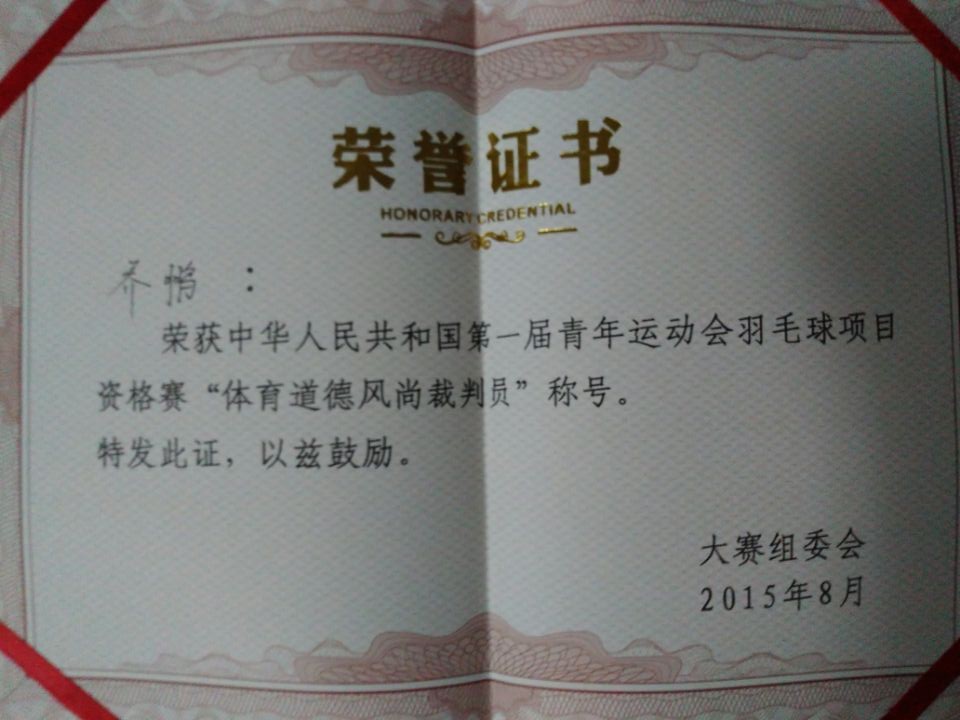 荣誉证书
HONORARY CREDENTIAL
乔 :
荣获中华人民共和国第一届青年运动会羽毛球项目
资格赛“体育道德风尚裁判员”称号。
特发此证，以兹鼓励。
大赛组委会
2015年8月